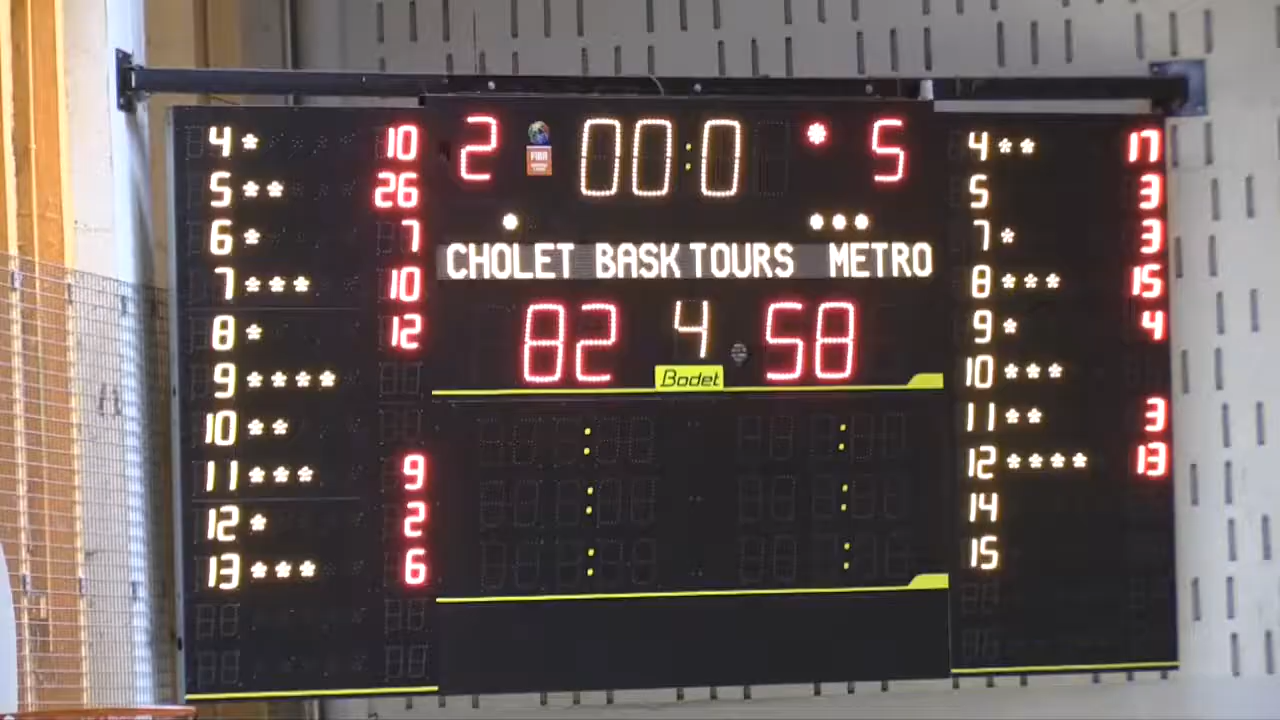 2 FIBA 00:0 * 5
CHOLET BASK TOURS METRO
82 4 58
Bodet
4 * 10
5 ** 26
6 * 7
7 *** 10
8 * 12
9 ****
10 **
11 *** 9
12 * 2
13 *** 6
4 ** 17
5 3
7 * 3
8 *** 15
9 * 4
10 ***
11 ** 3
12 **** 13
14
15